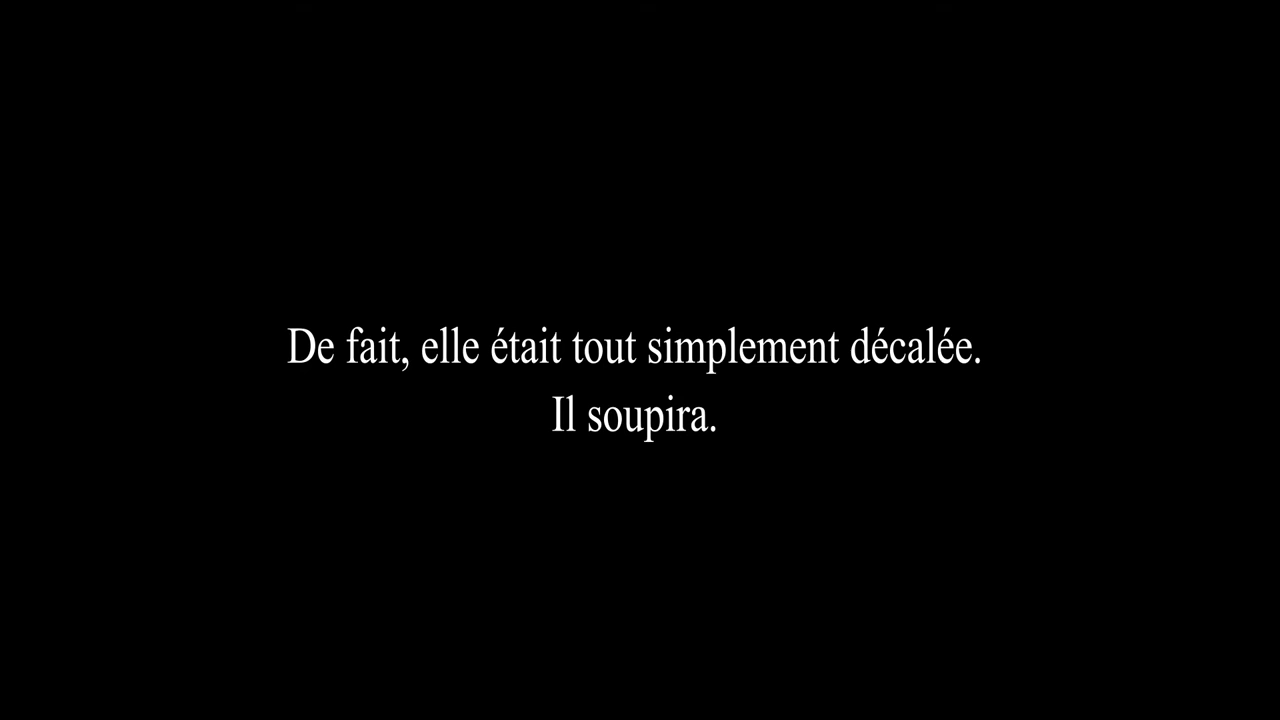 De fait, elle était tout simplement décalée.
Il soupira.